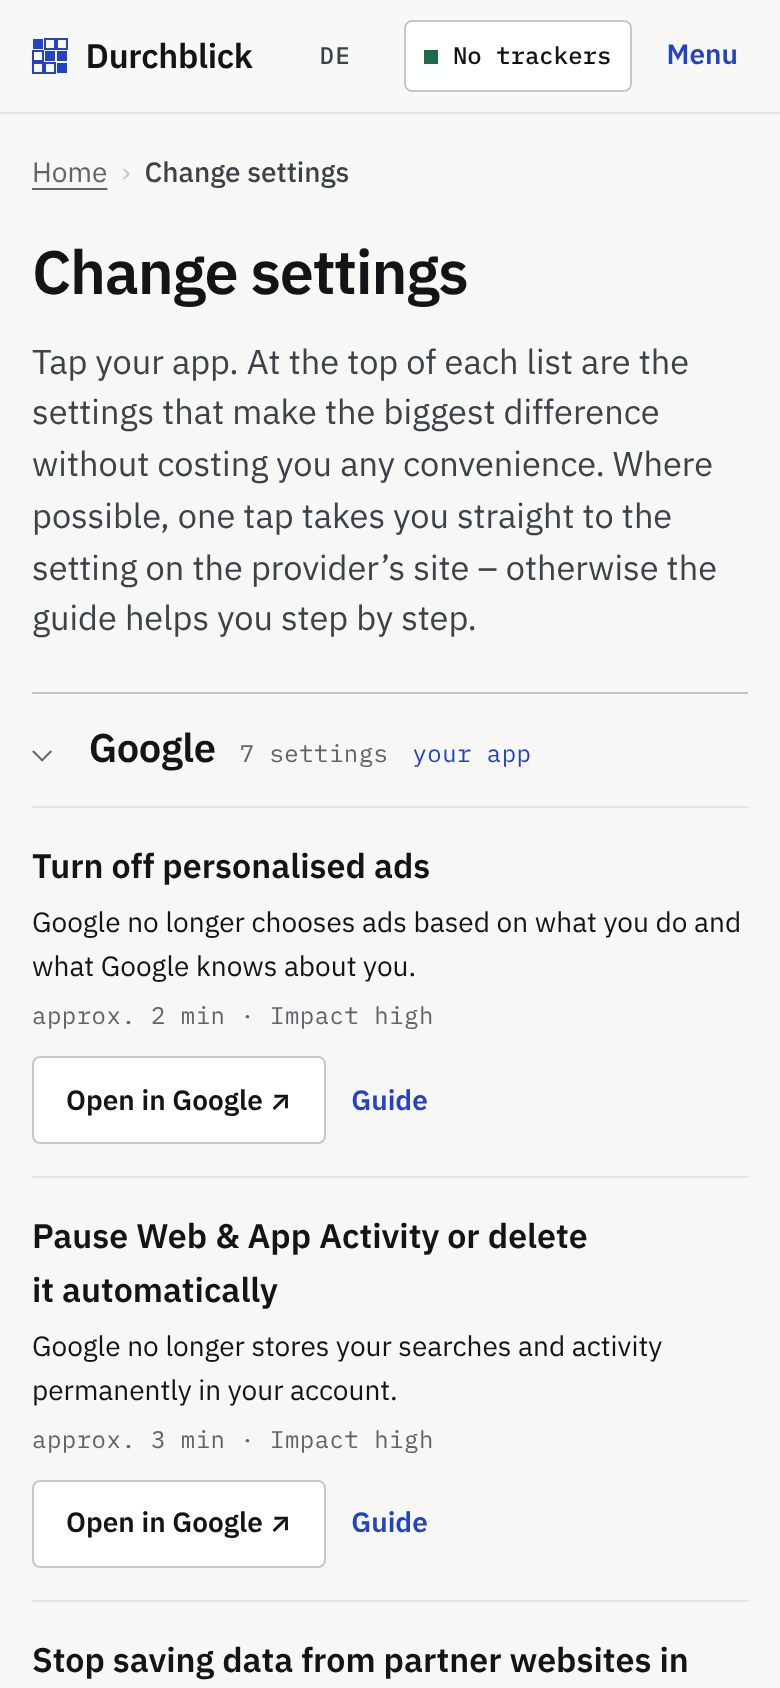 Durchblick DE No trackers Menu
Home › Change settings
Change settings
Tap your app. At the top of each list are the
settings that make the biggest difference
without costing you any convenience. Where
possible, one tap takes you straight to the
setting on the provider’s site – otherwise the
guide helps you step by step.
Google 7 settings your app
Turn off personalised ads
Google no longer chooses ads based on what you do and
what Google knows about you.
approx. 2 min · Impact high
Open in Google ↗ Guide
Pause Web & App Activity or delete
it automatically
Google no longer stores your searches and activity
permanently in your account.
approx. 3 min · Impact high
Open in Google ↗ Guide
Stop saving data from partner websites in